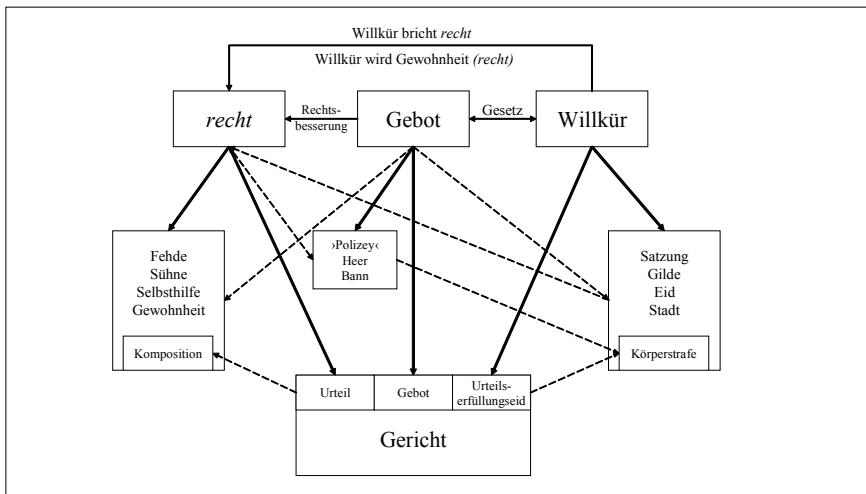 Willkür bricht recht
Willkür wird Gewohnheit (recht)
recht
Rechts-
besserung
Gebot
Gesetz
Willkür
Fehde
Sühne
Selbsthilfe
Gewohnheit
Komposition
›Polizey‹
Heer
Bann
Satzung
Gilde
Eid
Stadt
Körperstrafe
Urteil
Gebot
Urteils-
erfüllungseid
Gericht